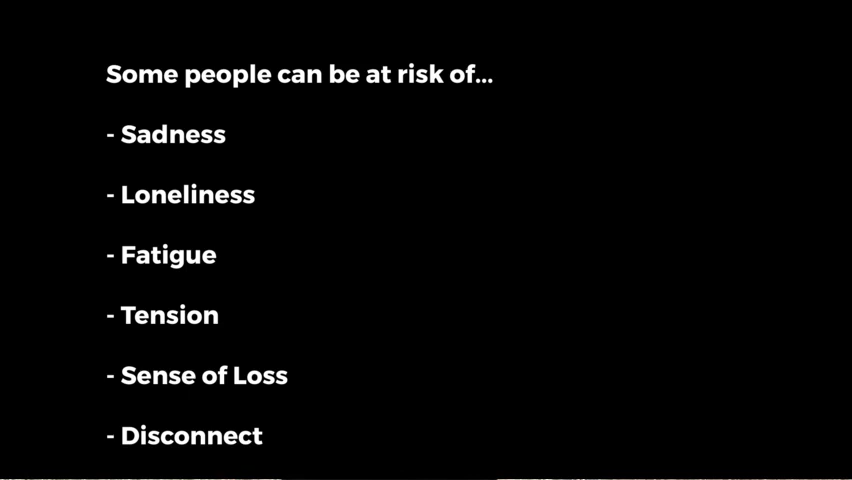 Some people can be at risk of...
- Sadness
- Loneliness
- Fatigue
- Tension
- Sense of Loss
- Disconnect